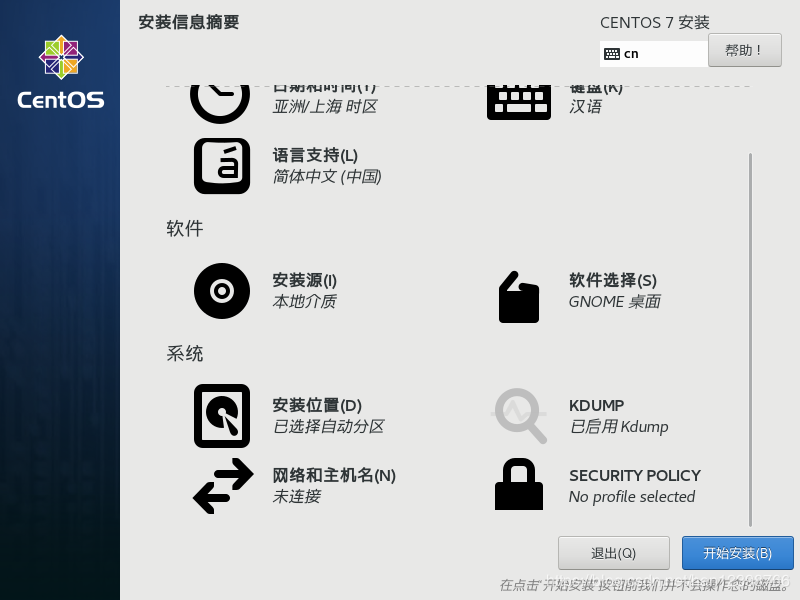 CentOS
安装信息摘要
CENTOS 7 安装
cn
帮助！
日期和时间(T)
亚洲/上海 时区
键盘(K)
汉语
语言支持(L)
简体中文 (中国)
软件
安装源(I)
本地介质
软件选择(S)
GNOME 桌面
系统
安装位置(D)
已选择自动分区
KDUMP
已启用 Kdump
网络和主机名(N)
未连接
SECURITY POLICY
No profile selected
退出(Q)
开始安装(B)
在点击"开始安装"按钮前我们并不会操作您的磁盘。